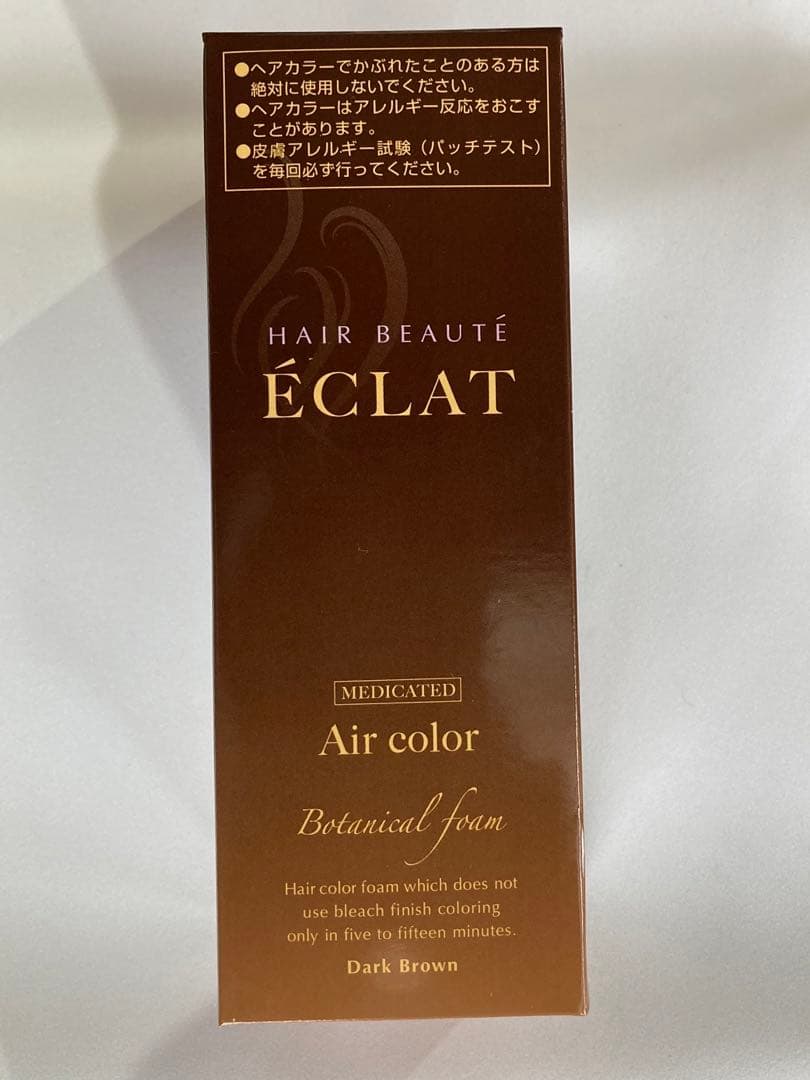 ●ヘアカラーでかぶれたことのある方は
絶対に使用しないでください。
●ヘアカラーはアレルギー反応をおこす
ことがあります。
●皮膚アレルギー試験（パッチテスト）
を毎回必ず行ってください。
HAIR BEAUTÉ
ÉCLAT
MEDICATED
Air color
Botanical foam
Hair color foam which does not
use bleach finish coloring
only in five to fifteen minutes.
Dark Brown